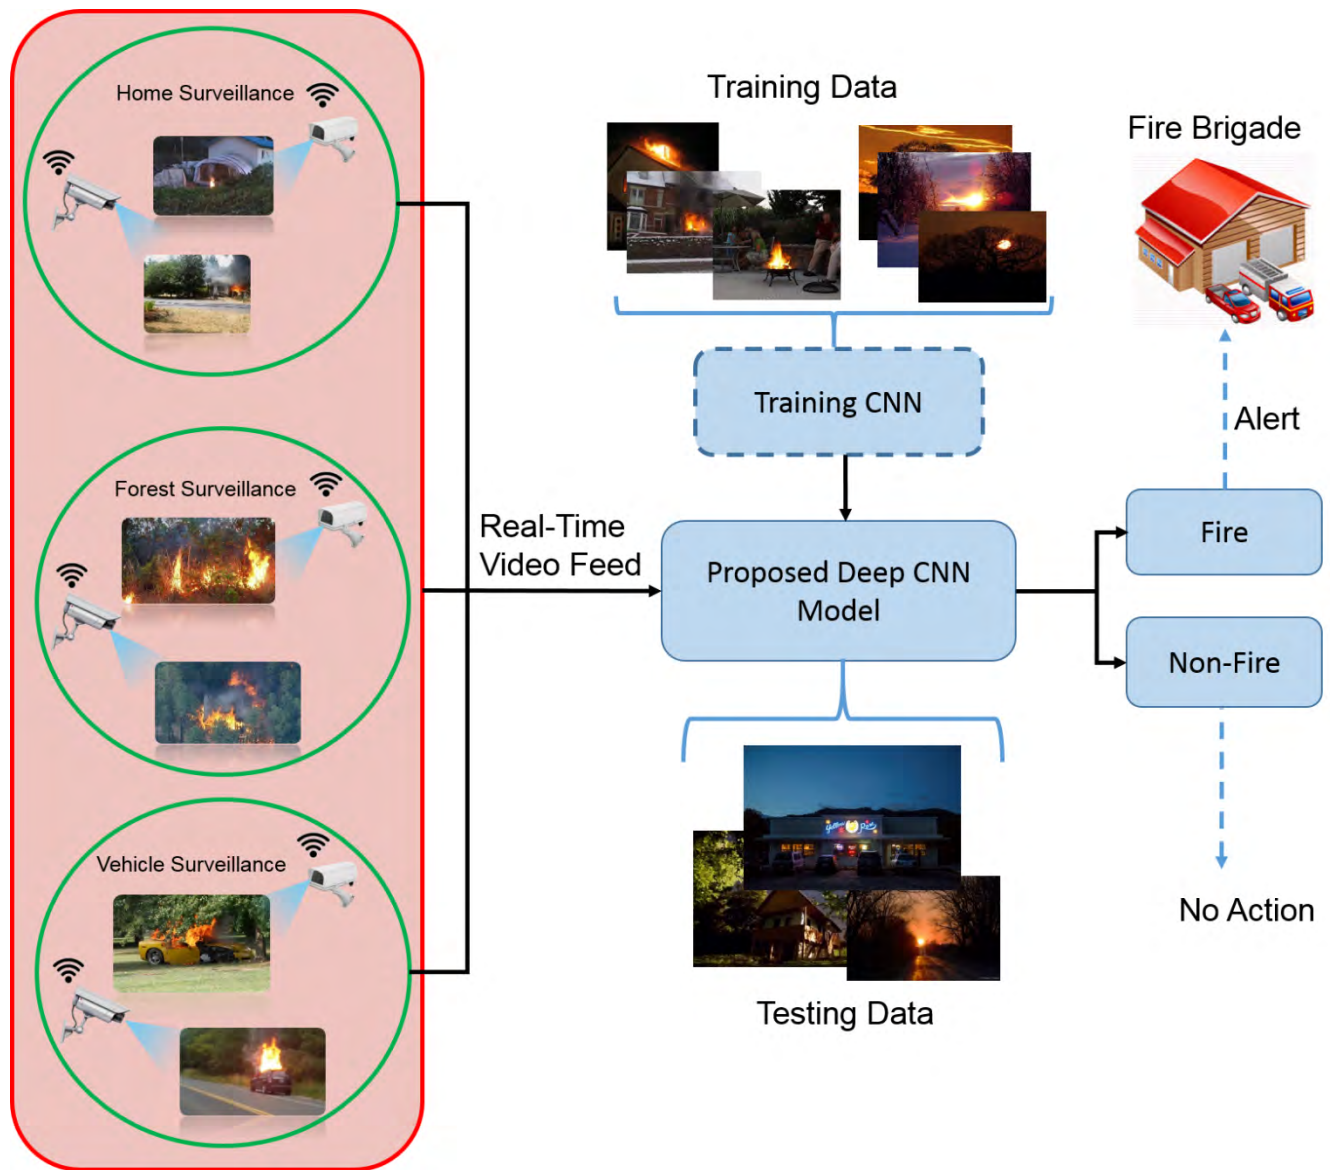 Home Surveillance
Forest Surveillance
Vehicle Surveillance
Real-Time
Video Feed
Training Data
Training CNN
Proposed Deep CNN
Model
Testing Data
Fire Brigade
Alert
Fire
Non-Fire
No Action